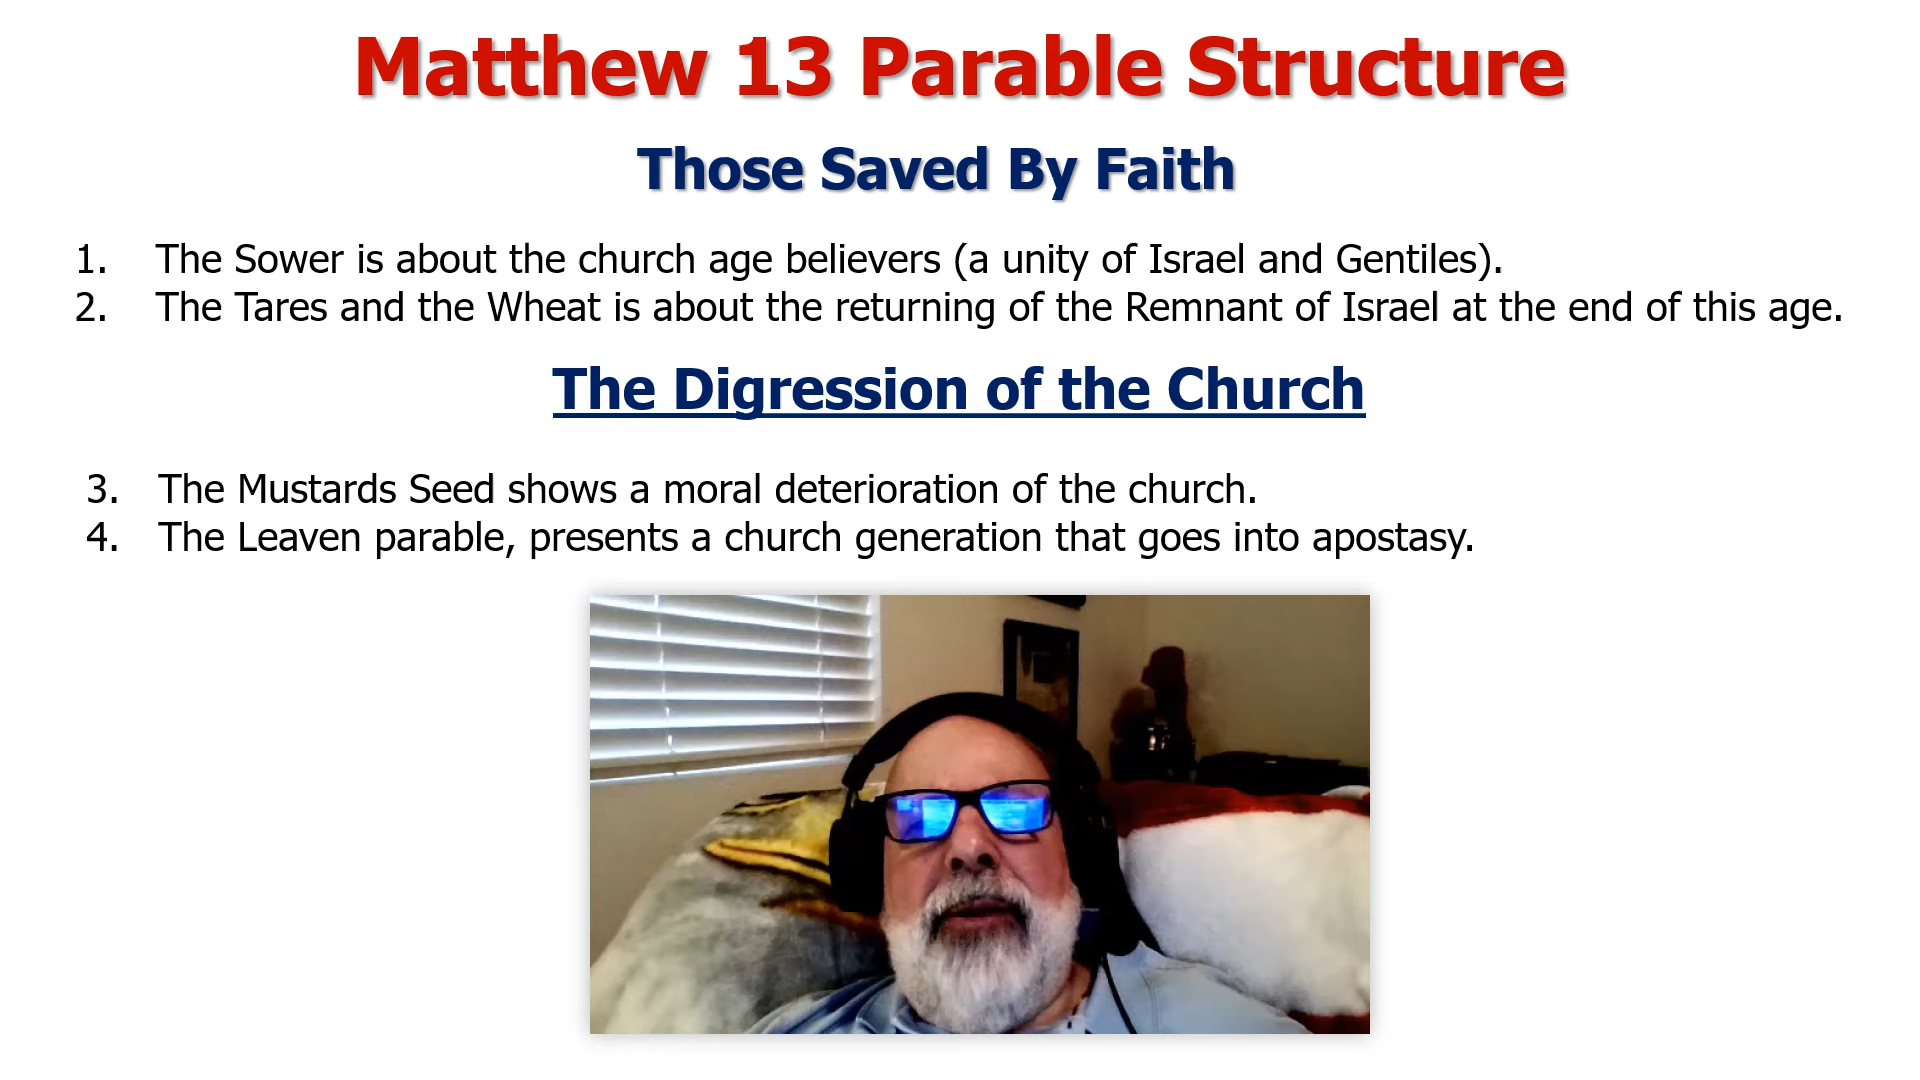 Matthew 13 Parable Structure
Those Saved By Faith
1. The Sower is about the church age believers (a unity of Israel and Gentiles).
2. The Tares and the Wheat is about the returning of the Remnant of Israel at the end of this age.
The Digression of the Church
3. The Mustards Seed shows a moral deterioration of the church.
4. The Leaven parable, presents a church generation that goes into apostasy.